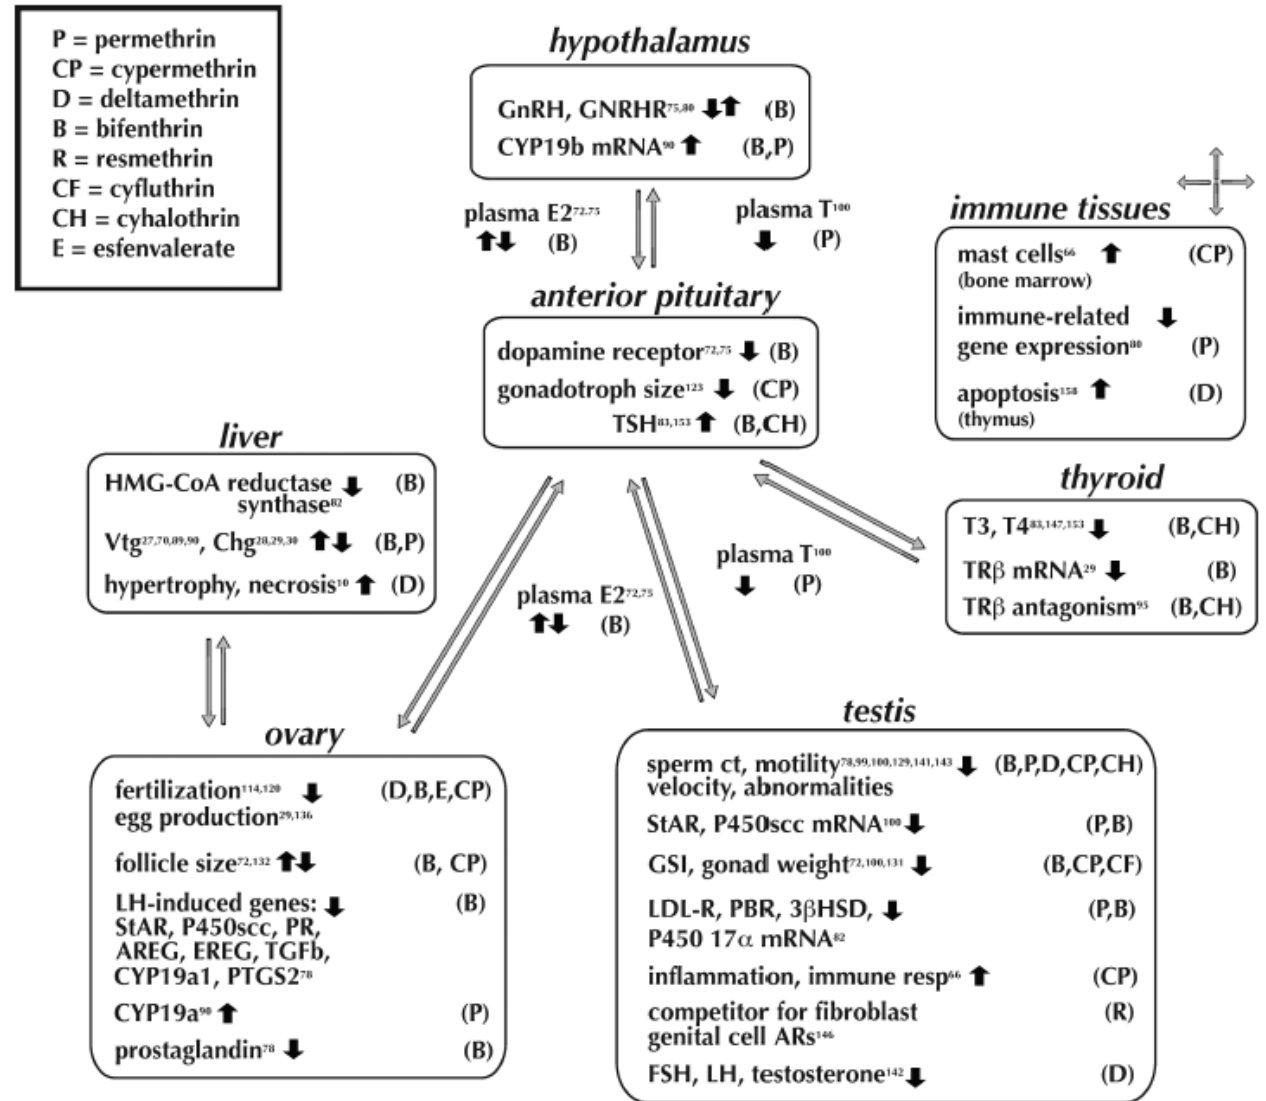 P = permethrin
CP = cypermethrin
D = deltamethrin
B = bifenthrin
R = resmethrin
CF = cyfluthrin
CH = cyhalothrin
E = esfenvalerate
hypothalamus
GnRH, GNRHR75,80 ⬇⬆ (B)
CYP19b mRNA90 ⬆ (B,P)
plasma E272,75
⬆⬇ (B)
plasma T100
⬇ (P)
immune tissues
mast cells66 ⬆ (CP)
(bone marrow)
immune-related ⬇
gene expression80 (P)
apoptosis158 ⬆ (D)
(thymus)
anterior pituitary
dopamine receptor72,75 ⬇ (B)
gonadotroph size123 ⬇ (CP)
TSH83,153 ⬆ (B,CH)
liver
HMG-CoA reductase ⬇ (B)
synthase82
Vtg27,70,89,90, Chg28,29,30 ⬆⬇ (B,P)
hypertrophy, necrosis10 ⬆ (D)
thyroid
T3, T483,147,153 ⬇ (B,CH)
TRβ mRNA29 ⬇ (B)
TRβ antagonism95 (B,CH)
plasma E272,75
⬆⬇ (B)
plasma T100
⬇ (P)
ovary
fertilization114,120 ⬇ (D,B,E,CP)
egg production29,136
follicle size72,132 ⬆⬇ (B, CP)
LH-induced genes: ⬇ (B)
StAR, P450scc, PR,
AREG, EREG, TGFb,
CYP19a1, PTGS278
CYP19a90 ⬆ (P)
prostaglandin78 ⬇ (B)
testis
sperm ct, motility78,99,100,129,141,143 ⬇ (B,P,D,CP,CH)
velocity, abnormalities
StAR, P450scc mRNA100 ⬇ (P,B)
GSI, gonad weight72,100,131 ⬇ (B,CP,CF)
LDL-R, PBR, 3βHSD, ⬇ (P,B)
P450 17α mRNA82
inflammation, immune resp66 ⬆ (CP)
competitor for fibroblast (R)
genital cell ARs146
FSH, LH, testosterone142 ⬇ (D)